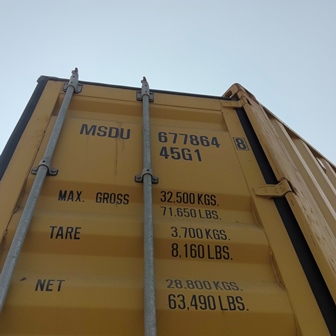 MSDU 677864 8
45G1
MAX. GROSS 32,500 KGS.
71,650 LBS.
TARE 3,700 KGS.
8,160 LBS.
NET 28,800 KGS.
63,490 LBS.